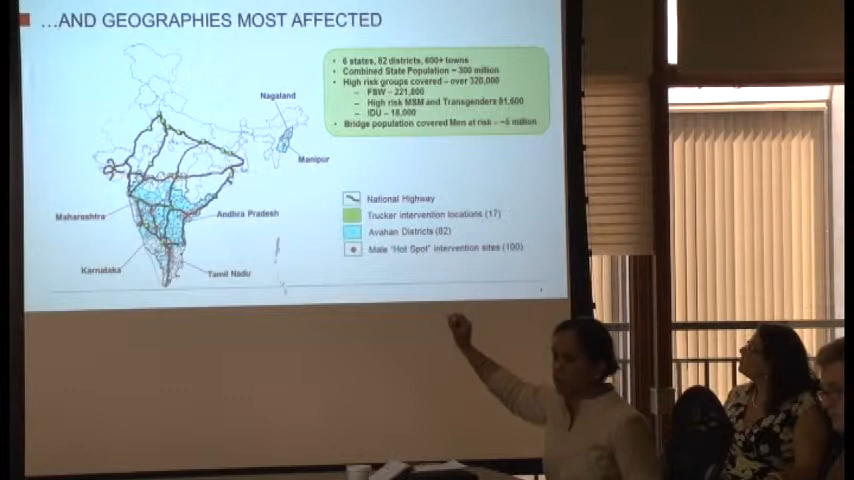 ...AND GEOGRAPHIES MOST AFFECTED
• 6 states, 82 districts, 600+ towns
• Combined State Population ~ 300 million
• High risk groups covered – over 320,000
– FSW – 221,800
– High risk MSM and Transgenders 81,600
– IDU – 18,000
• Bridge population covered Men at risk – ~5 million
Nagaland
Manipur
Maharashtra
Andhra Pradesh
Karnataka
Tamil Nadu
National Highway
Trucker intervention locations (17)
Avahan Districts (82)
Male "Hot Spot" intervention sites (100)